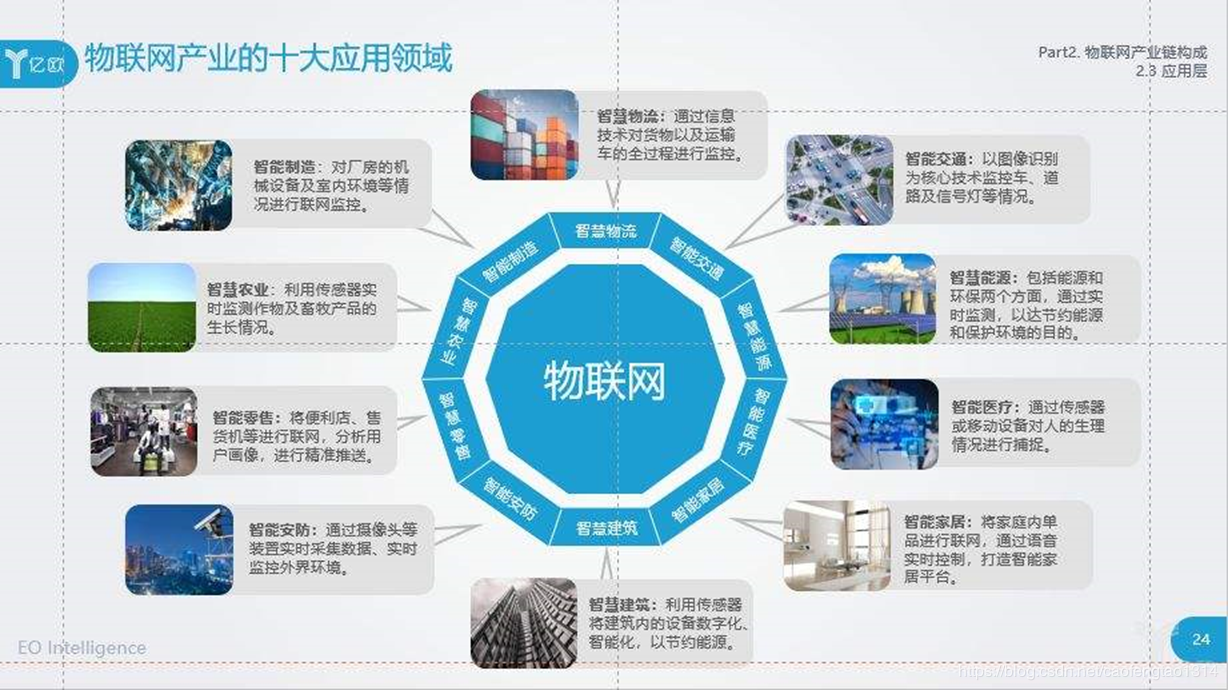 亿欧
物联网产业的十大应用领域
Part2. 物联网产业链构成
2.3 应用层
智慧物流：通过信息
技术对货物以及运输
车的全过程进行监控。
智能制造：对厂房的机
械设备及室内环境等情
况进行联网监控。
智能交通：以图像识别
为核心技术监控车、道
路及信号灯等情况。
智慧农业：利用传感器实
时监测作物及畜牧产品的
生长情况。
智慧能源：包括能源和
环保两个方面，通过实
时监测，以达节约能源
和保护环境的目的。
智能零售：将便利店、售
货机等进行联网，分析用
户画像，进行精准推送。
智能医疗：通过传感器
或移动设备对人的生理
情况进行捕捉。
智能安防：通过摄像头等
装置实时采集数据、实时
监控外界环境。
智能家居：将家庭内单
品进行联网，通过语音
实时控制，打造智能家
居平台。
智慧建筑：利用传感器
将建筑内的设备数字化、
智能化，以节约能源。
智慧物流
智能交通
智慧能源
智能医疗
智能家居
智慧建筑
智能安防
智慧零售
智慧农业
智能制造
物联网
EO Intelligence
24
https://blog.csdn.net/caofengtao1314